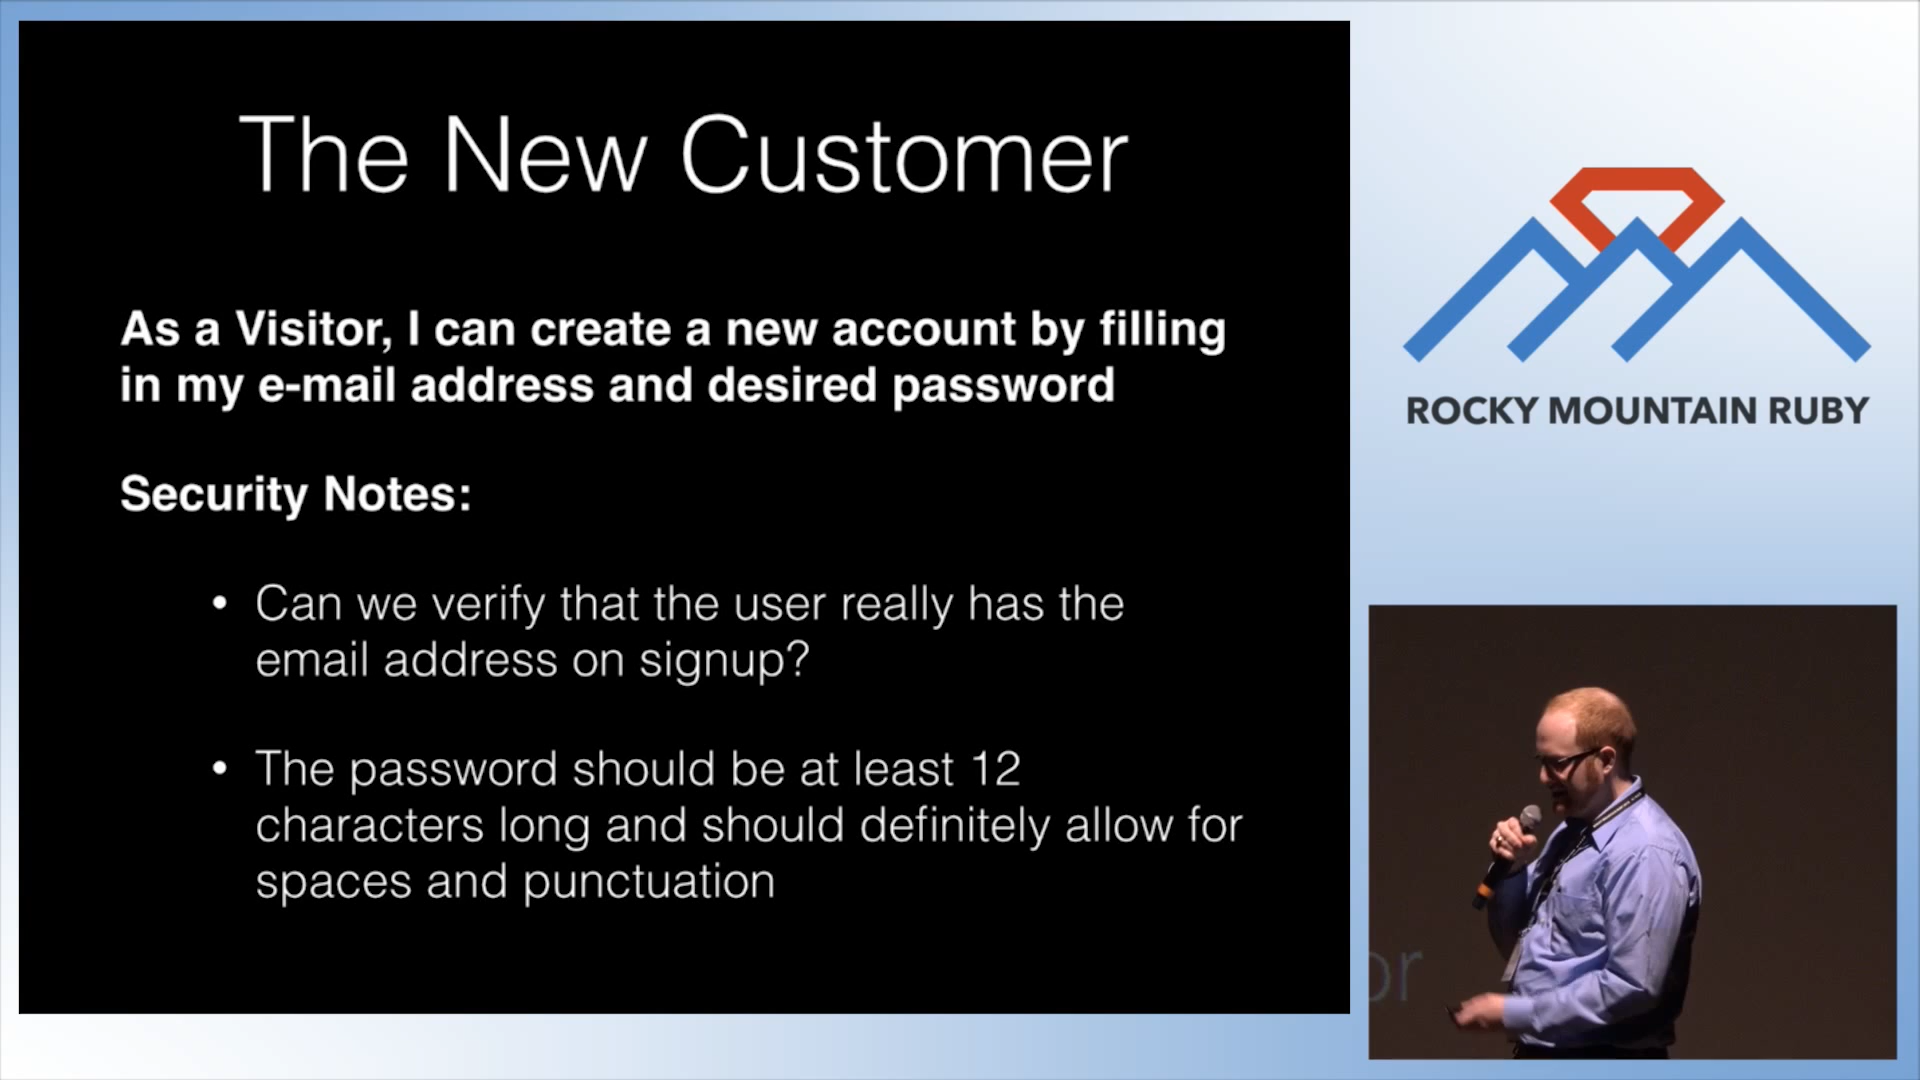 The New Customer
As a Visitor, I can create a new account by filling
in my e-mail address and desired password
Security Notes:
• Can we verify that the user really has the
email address on signup?
• The password should be at least 12
characters long and should definitely allow for
spaces and punctuation
ROCKY MOUNTAIN RUBY
or